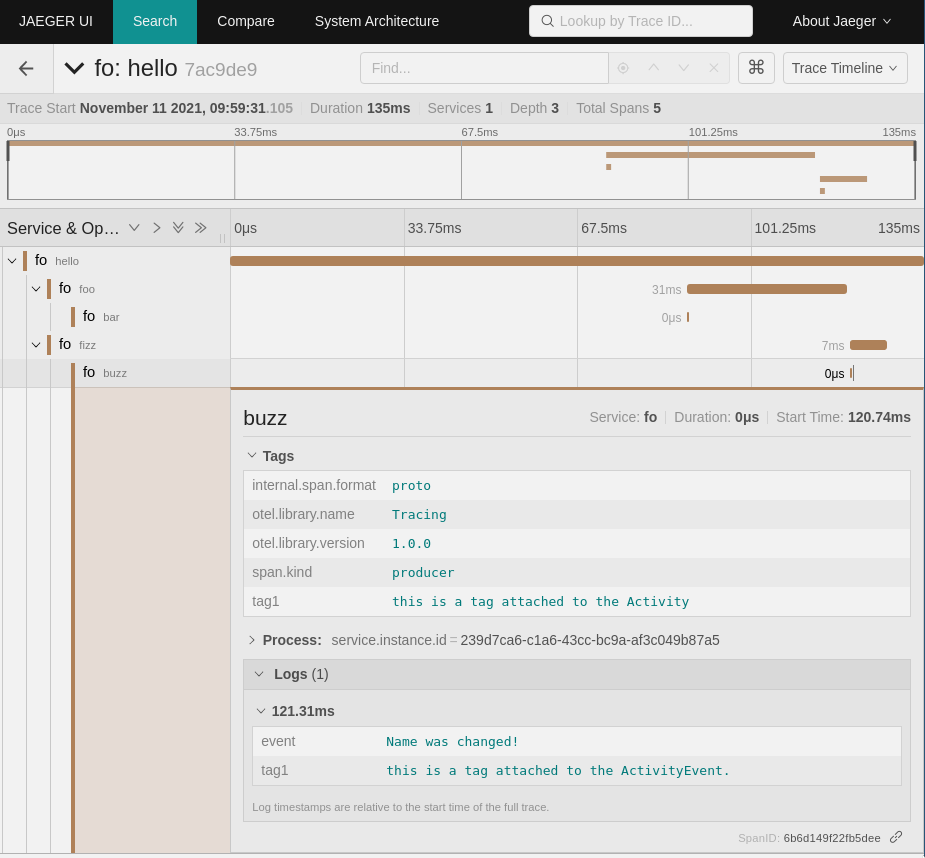 JAEGER UI Search Compare System Architecture Lookup by Trace ID... About Jaeger
fo: hello 7ac9de9 Find... ⌘ Trace Timeline
Trace Start November 11 2021, 09:59:31.105 Duration 135ms Services 1 Depth 3 Total Spans 5
0μs 33.75ms 67.5ms 101.25ms 135ms
Service & Op... 0μs 33.75ms 67.5ms 101.25ms 135ms
fo hello
fo foo 31ms
fo bar 0μs
fo fizz 7ms
fo buzz 0μs
buzz Service: fo Duration: 0μs Start Time: 120.74ms
Tags
internal.span.format proto
otel.library.name Tracing
otel.library.version 1.0.0
span.kind producer
tag1 this is a tag attached to the Activity
Process: service.instance.id = 239d7ca6-c1a6-43cc-bc9a-af3c049b87a5
Logs (1)
121.31ms
event Name was changed!
tag1 this is a tag attached to the ActivityEvent.
Log timestamps are relative to the start time of the full trace.
SpanID: 6b6d149f22fb5dee